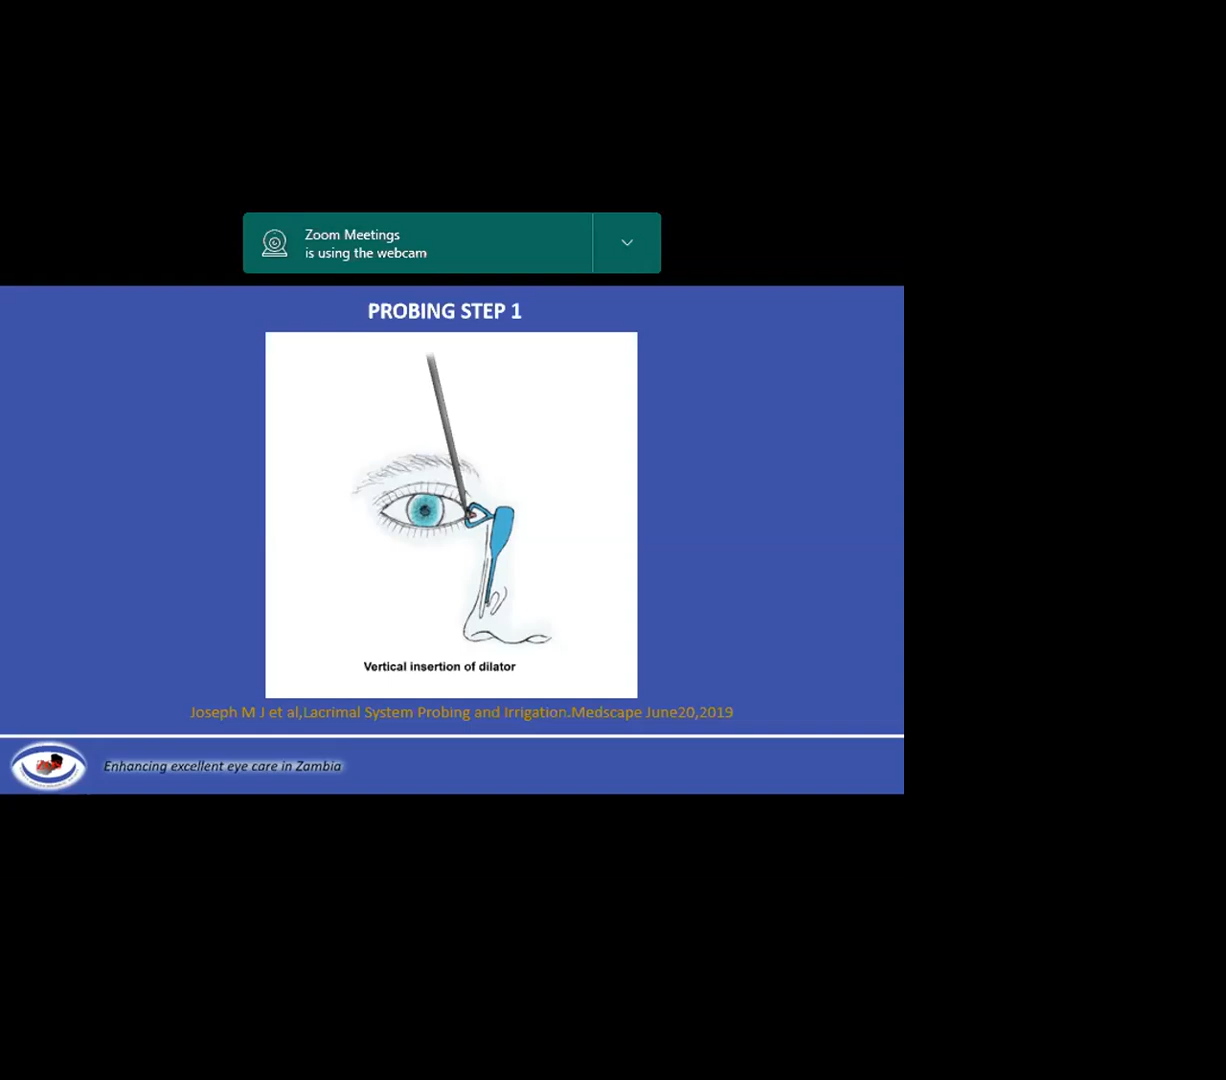 Zoom Meetings
is using the webcam
PROBING STEP 1
Vertical insertion of dilator
Joseph M J et al,Lacrimal System Probing and Irrigation.Medscape June20,2019
Enhancing excellent eye care in Zambia